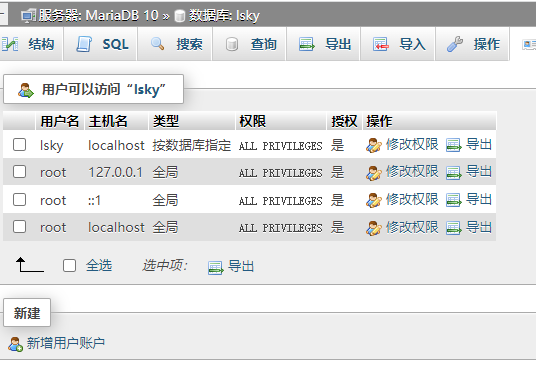 服务器: MariaDB 10 » 数据库: lsky
结构 SQL 搜索 查询 导出 导入 操作
用户可以访问“lsky”
用户名 主机名 类型 权限 授权 操作
lsky localhost 按数据库指定 ALL PRIVILEGES 是 修改权限 导出
root 127.0.0.1 全局 ALL PRIVILEGES 是 修改权限 导出
root ::1 全局 ALL PRIVILEGES 是 修改权限 导出
root localhost 全局 ALL PRIVILEGES 是 修改权限 导出
全选 选中项: 导出
新建
新增用户账户